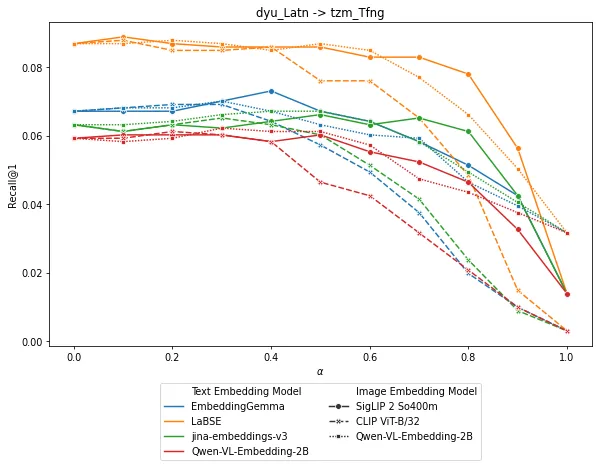 dyu_Latn -> tzm_Tfng
Recall@1
0.08
0.06
0.04
0.02
0.00
0.0 0.2 0.4 0.6 0.8 1.0
α
Text Embedding Model
EmbeddingGemma
LaBSE
jina-embeddings-v3
Qwen-VL-Embedding-2B
Image Embedding Model
SigLIP 2 So400m
CLIP ViT-B/32
Qwen-VL-Embedding-2B